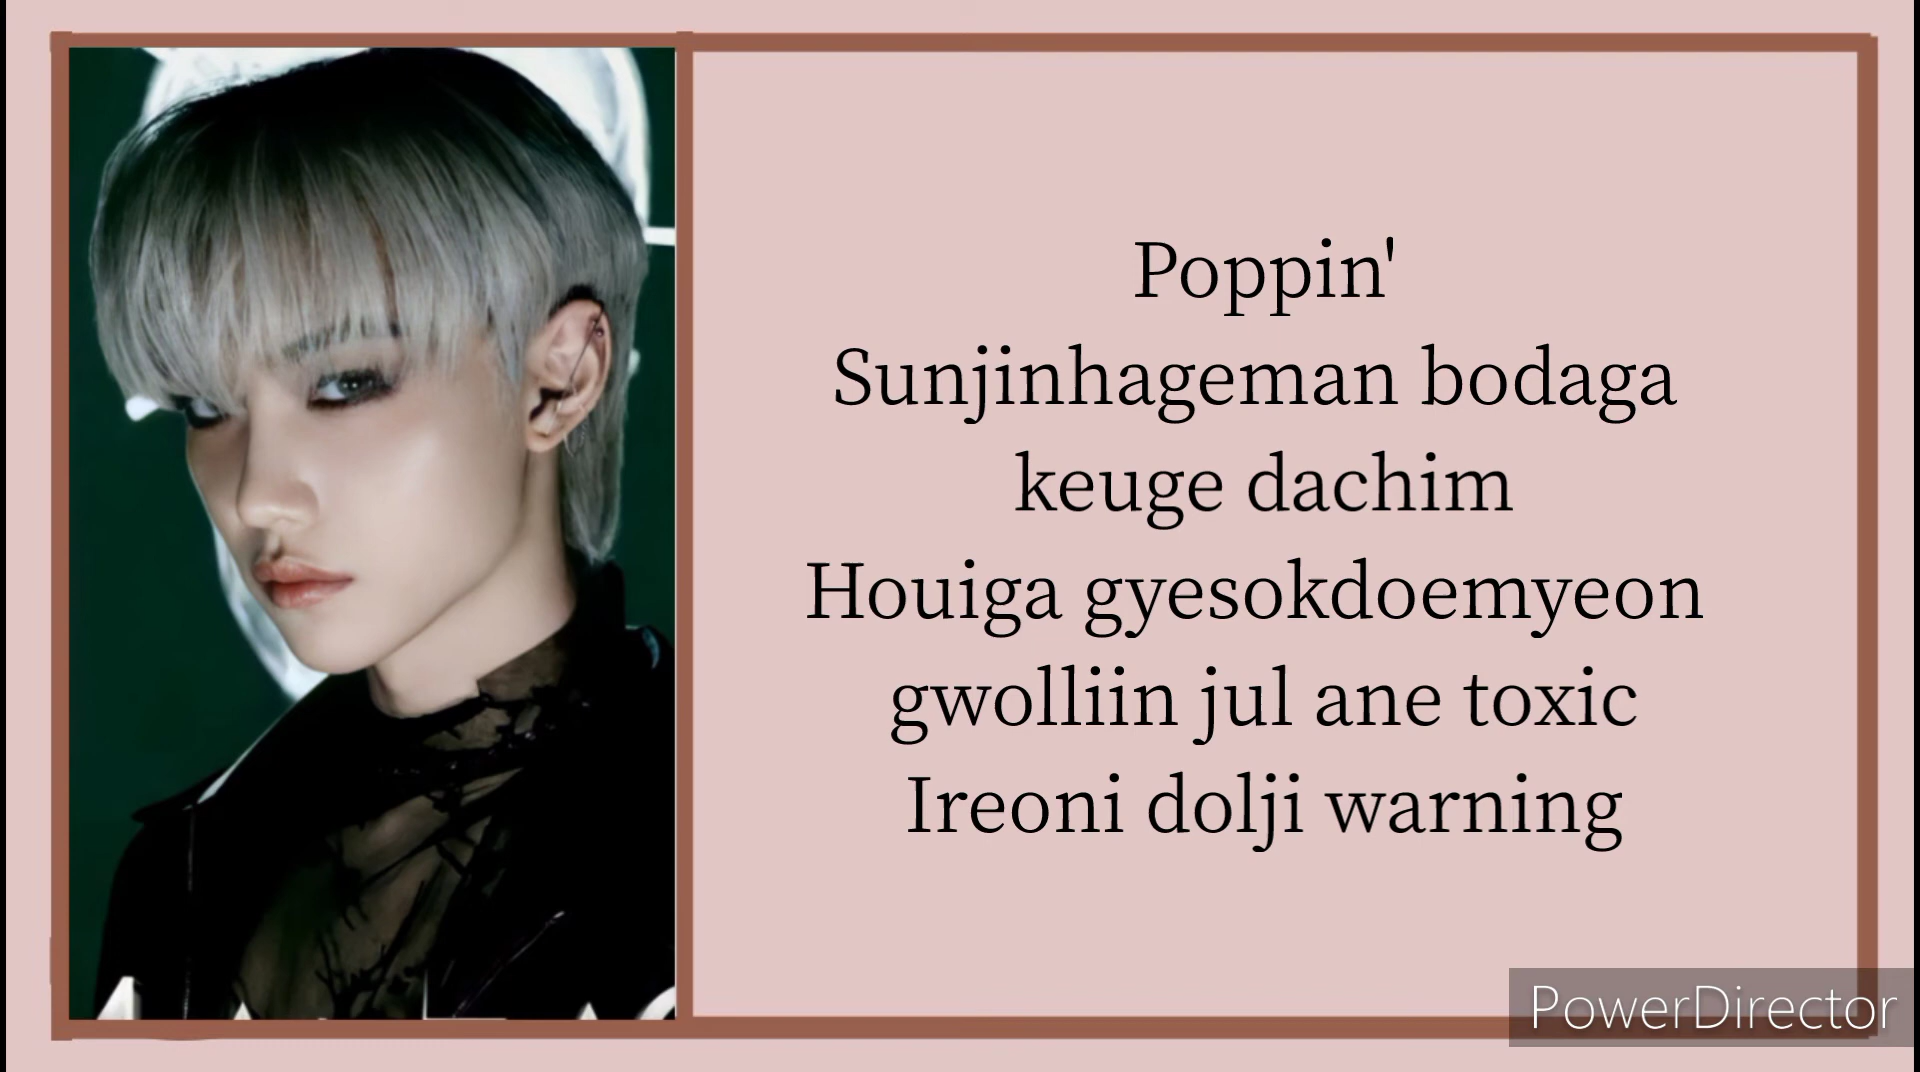 Poppin'
Sunjinhageman bodaga
keuge dachim
Houiga gyesokdoemyeon
gwolliin jul ane toxic
Ireoni dolji warning
PowerDirector